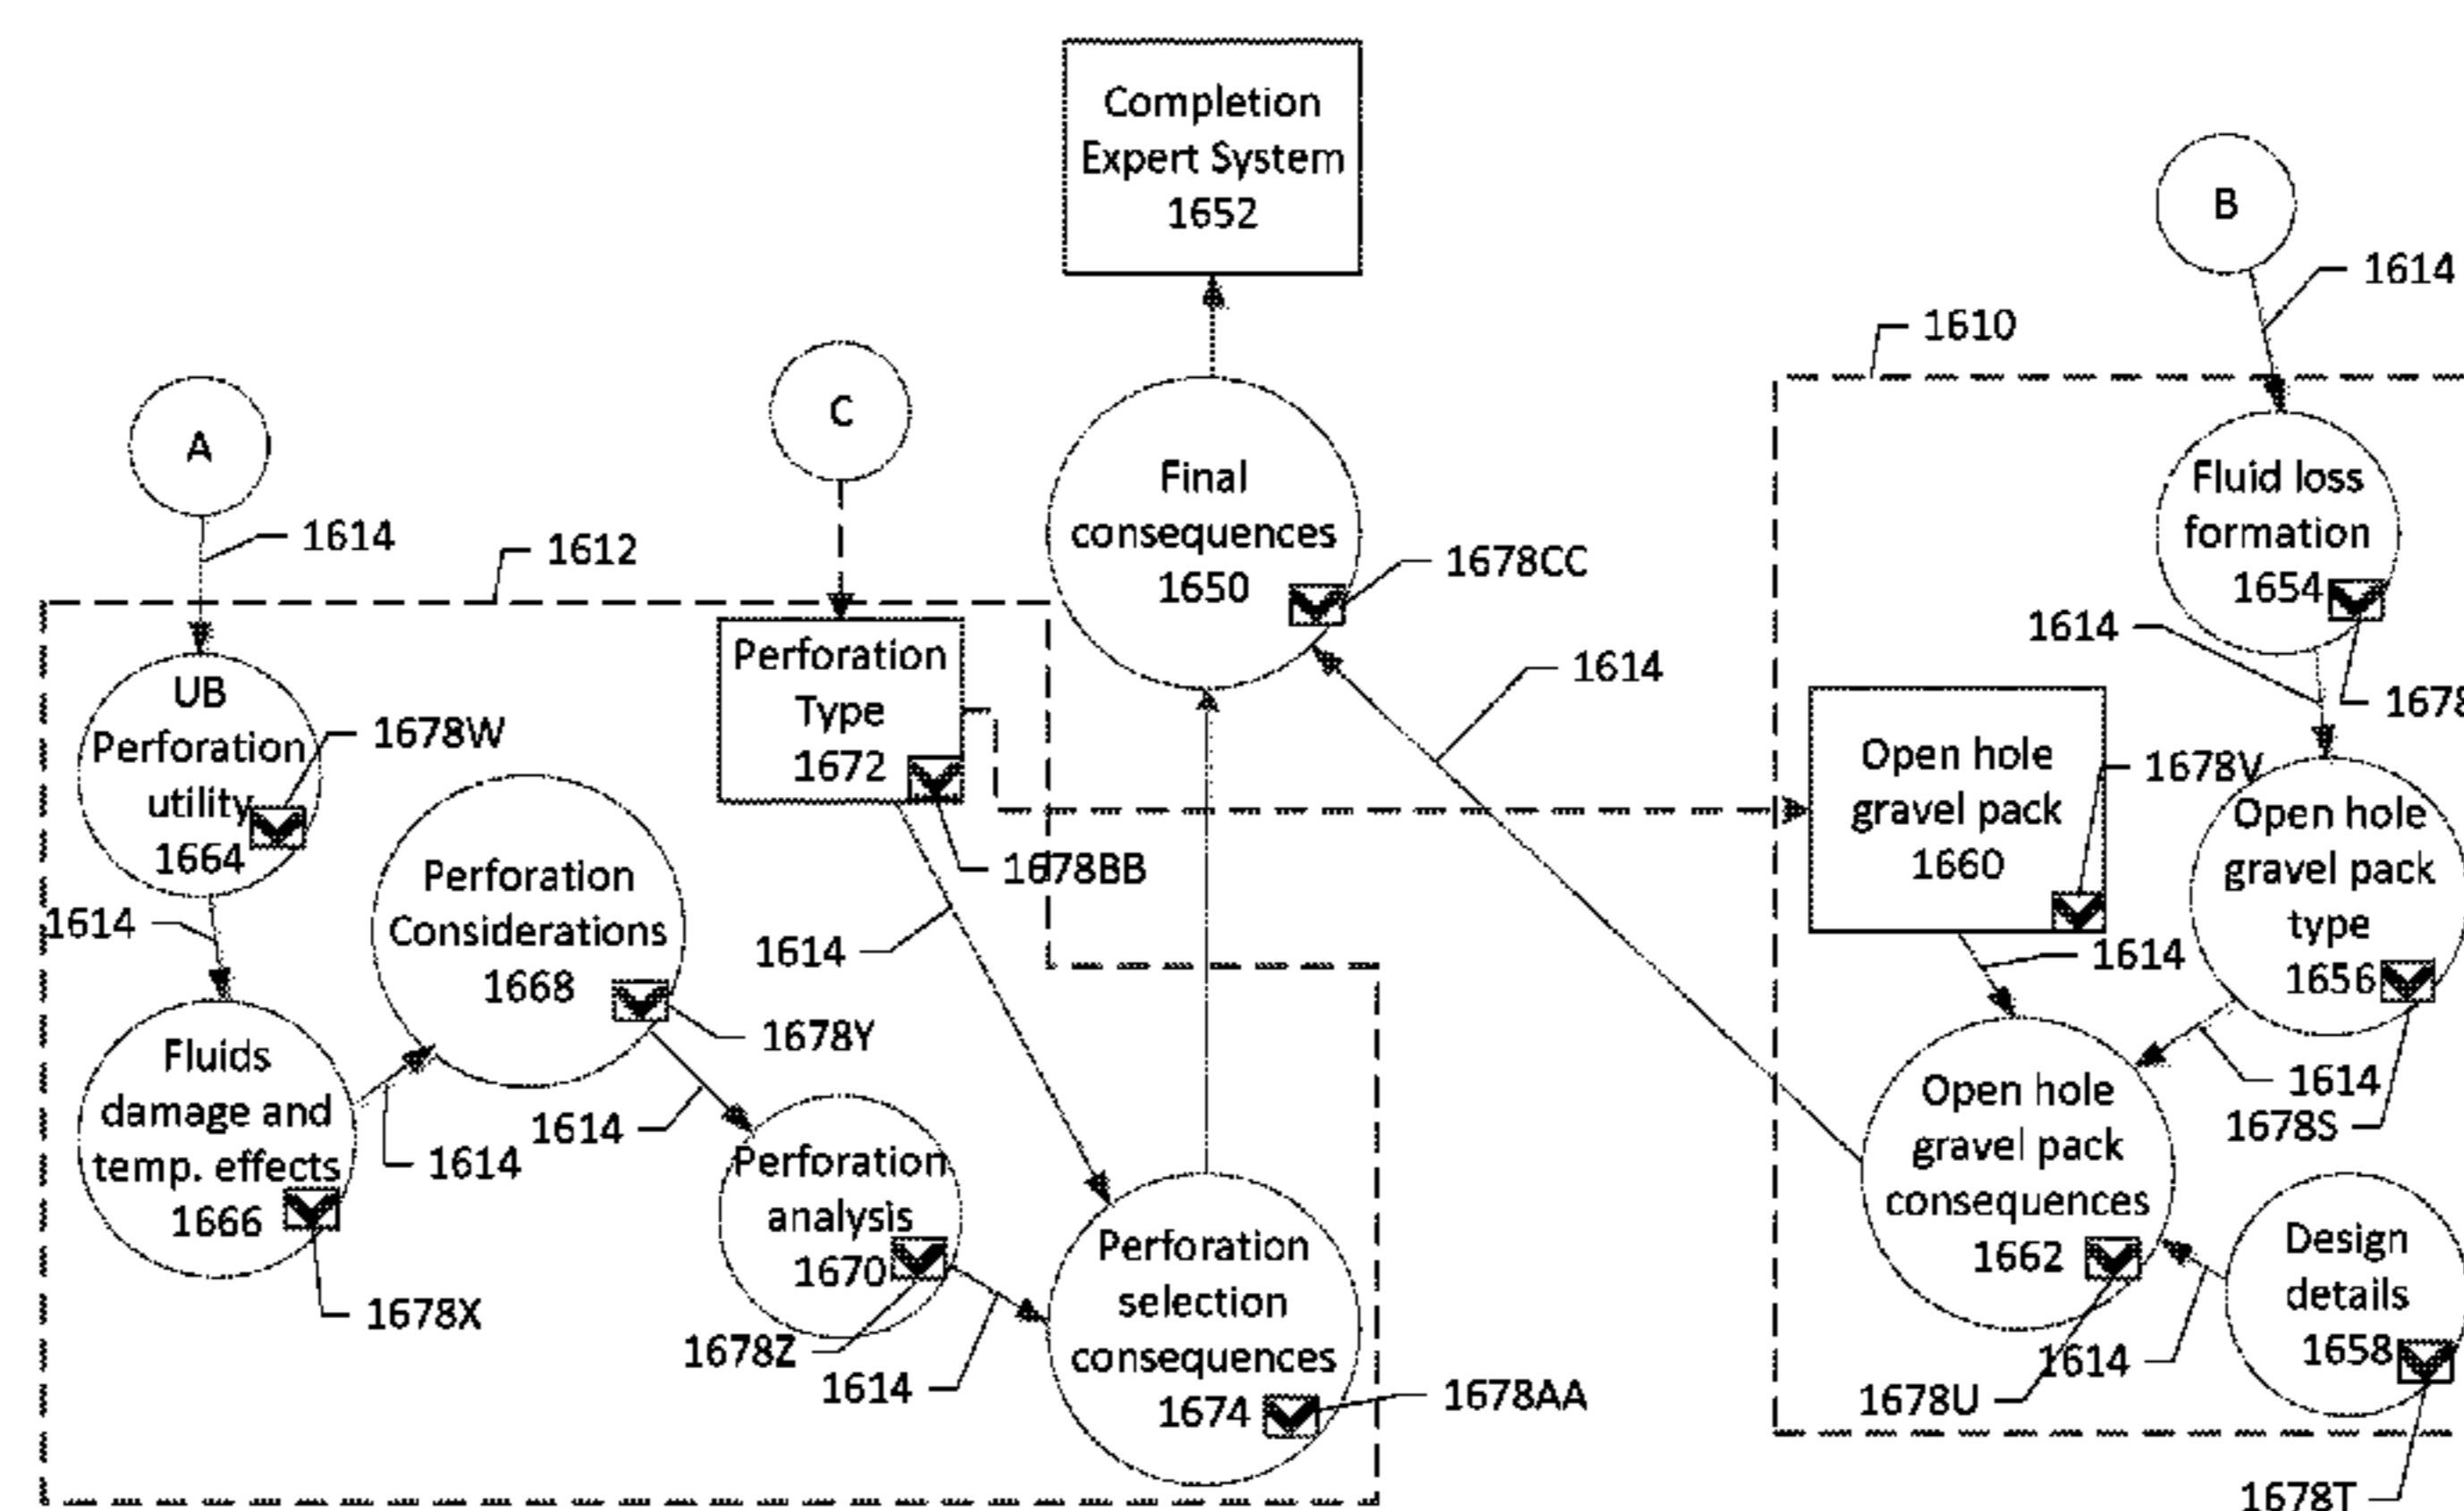 Completion
Expert System
1652
B
1614
1610
C
A
Final
consequences
1650
Fluid loss
formation
1654
1614
1612
1678CC
1614
1614
Perforation
Type
1672
UB
Perforation
utility
1664
1678W
1678
Open hole
gravel pack
1660
1678V
Open hole
gravel pack
type
1656
1678BB
Perforation
Considerations
1668
1614
1614
1614
1678Y
Fluids
damage and
temp. effects
1666
1614
1614
Open hole
gravel pack
consequences
1662
1614
1678S
Perforation
analysis
1670
Perforation
selection
consequences
1674
Design
details
1658
1678X
1678Z
1614
1678AA
1678U
1614
1678T